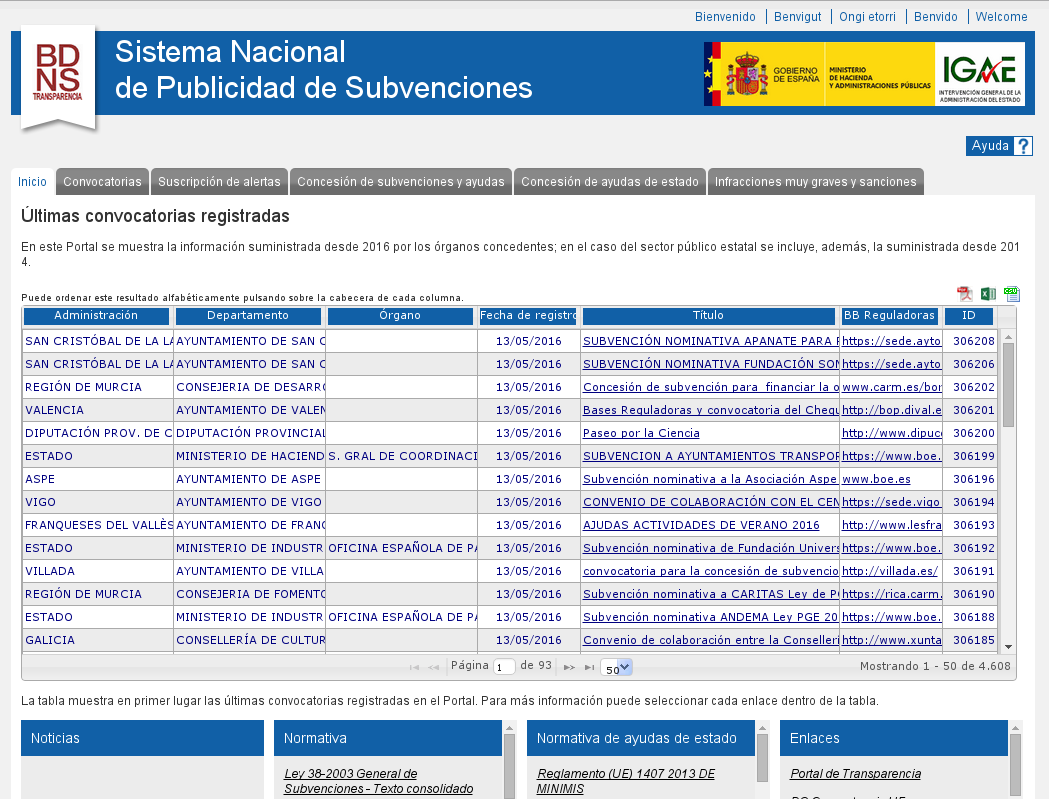 Bienvenido | Benvigut | Ongi etorri | Benvido | Welcome
BD
NS
TRANSPARENCIA
Sistema Nacional
de Publicidad de Subvenciones
GOBIERNO
DE ESPAÑA
MINISTERIO
DE HACIENDA
Y ADMINISTRACIONES PÚBLICAS
IGAE
INTERVENCIÓN GENERAL DE LA
ADMINISTRACIÓN DEL ESTADO
Ayuda ?
Inicio Convocatorias Suscripción de alertas Concesión de subvenciones y ayudas Concesión de ayudas de estado Infracciones muy graves y sanciones
Últimas convocatorias registradas
En este Portal se muestra la información suministrada desde 2016 por los órganos concedentes; en el caso del sector público estatal se incluye, además, la suministrada desde 201
4.
Puede ordenar este resultado alfabéticamente pulsando sobre la cabecera de cada columna.
Administración Departamento Órgano Fecha de registro Título BB Reguladoras ID
SAN CRISTÓBAL DE LA LA AYUNTAMIENTO DE SAN C 13/05/2016 SUBVENCIÓN NOMINATIVA APANATE PARA https://sede.ayto 306208
SAN CRISTÓBAL DE LA LA AYUNTAMIENTO DE SAN C 13/05/2016 SUBVENCIÓN NOMINATIVA FUNDACIÓN SON https://sede.ayto 306206
REGIÓN DE MURCIA CONSEJERIA DE DESARRO 13/05/2016 Concesión de subvención para financiar la o www.carm.es/bor 306202
VALENCIA AYUNTAMIENTO DE VALEN 13/05/2016 Bases Reguladoras y convocatoria del Chequ http://bop.dival.e 306201
DIPUTACIÓN PROV. DE C DIPUTACIÓN PROVINCIAL 13/05/2016 Paseo por la Ciencia http://www.dipuc 306200
ESTADO MINISTERIO DE HACIEND S. GRAL DE COORDINACI 13/05/2016 SUBVENCION A AYUNTAMIENTOS TRANSPOR https://www.boe. 306199
ASPE AYUNTAMIENTO DE ASPE 13/05/2016 Subvención nominativa a la Asociación Aspe www.boe.es 306196
VIGO AYUNTAMIENTO DE VIGO 13/05/2016 CONVENIO DE COLABORACIÓN CON EL CEN https://sede.vigo 306194
FRANQUESES DEL VALLÈS AYUNTAMIENTO DE FRANC 13/05/2016 AJUDAS ACTIVIDADES DE VERANO 2016 http://www.lesfra 306193
ESTADO MINISTERIO DE INDUSTR OFICINA ESPAÑOLA DE PA 13/05/2016 Subvención nominativa de Fundación Univers https://www.boe. 306192
VILLADA AYUNTAMIENTO DE VILLA 13/05/2016 convocatoria para la concesión de subvencio http://villada.es/ 306191
REGIÓN DE MURCIA CONSEJERIA DE FOMENTO 13/05/2016 Subvención nominativa a CARITAS Ley de P https://rica.carm. 306190
ESTADO MINISTERIO DE INDUSTR OFICINA ESPAÑOLA DE PA 13/05/2016 Subvención nominativa ANDEMA Ley PGE 20 https://www.boe. 306188
GALICIA CONSELLERÍA DE CULTUR 13/05/2016 Convenio de colaboración entre la Conselleri http://www.xunta 306185
Página 1 de 93 50 Mostrando 1 - 50 de 4.608
La tabla muestra en primer lugar las últimas convocatorias registradas en el Portal. Para más información puede seleccionar cada enlace dentro de la tabla.
Noticias Normativa Normativa de ayudas de estado Enlaces
Ley 38-2003 General de
Subvenciones - Texto consolidado
Reglamento (UE) 1407 2013 DE
MINIMIS
Portal de Transparencia